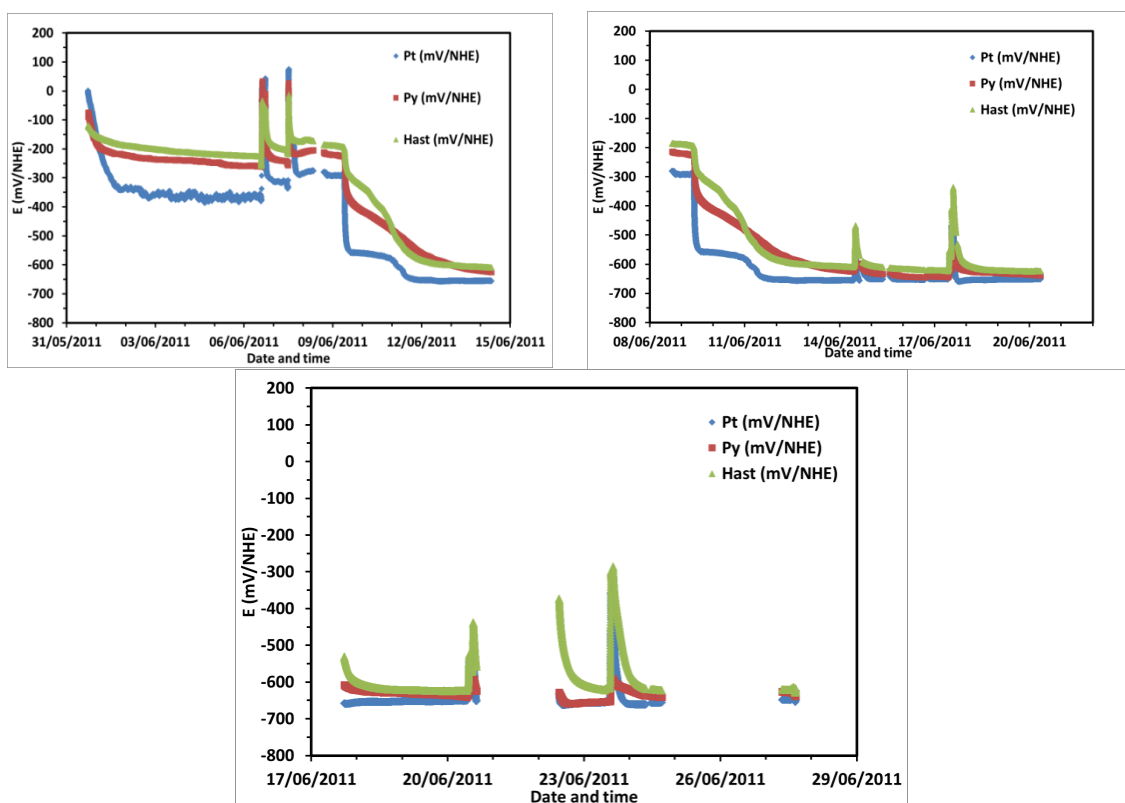 200
100
0
-100
-200
-300
-400
-500
-600
-700
-800
E (mV/NHE)
Pt (mV/NHE)
Py (mV/NHE)
Hast (mV/NHE)
31/05/2011 03/06/2011 06/06/2011 09/06/2011 12/06/2011 15/06/2011
Date and time
200
100
0
-100
-200
-300
-400
-500
-600
-700
-800
E (mV/NHE)
Pt (mV/NHE)
Py (mV/NHE)
Hast (mV/NHE)
08/06/2011 11/06/2011 14/06/2011 17/06/2011 20/06/2011
Date and time
200
100
0
-100
-200
-300
-400
-500
-600
-700
-800
E (mV/NHE)
Pt (mV/NHE)
Py (mV/NHE)
Hast (mV/NHE)
17/06/2011 20/06/2011 23/06/2011 26/06/2011 29/06/2011
Date and time